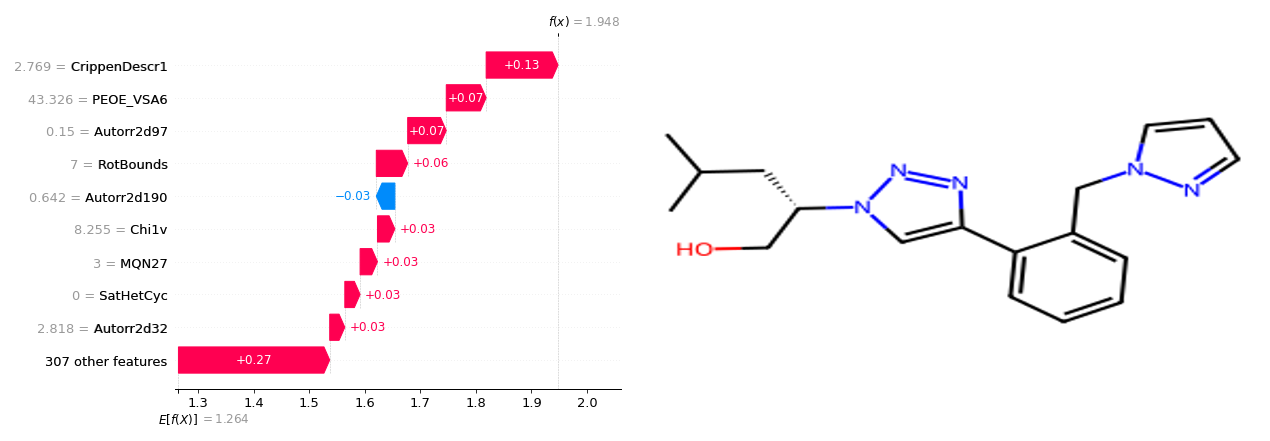 f(x) = 1.948
2.769 = CrippenDescr1
+0.13
43.326 = PEOE_VSA6
+0.07
0.15 = Autorr2d97
+0.07
7 = RotBounds
+0.06
0.642 = Autorr2d190
−0.03
8.255 = Chi1v
+0.03
3 = MQN27
+0.03
0 = SatHetCyc
+0.03
2.818 = Autorr2d32
+0.03
307 other features
+0.27
1.3 1.4 1.5 1.6 1.7 1.8 1.9 2.0
E[f(X)] = 1.264
N
N
N
N
N
HO